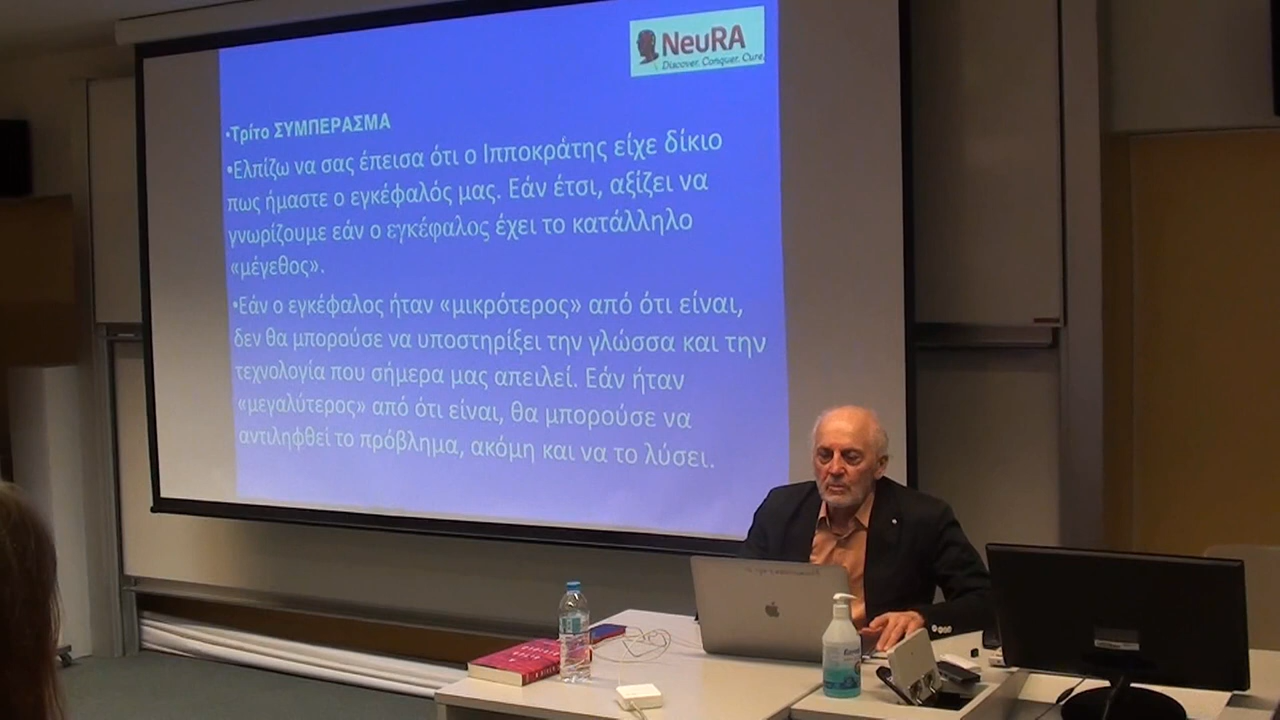 NeuRA
Discover. Conquer. Cure.
•Τρίτο ΣΥΜΠΕΡΑΣΜΑ
•Ελπίζω να σας έπεισα ότι ο Ιπποκράτης είχε δίκιο
πως ήμαστε ο εγκέφαλός μας. Εάν έτσι, αξίζει να
γνωρίζουμε εάν ο εγκέφαλος έχει το κατάλληλο
«μέγεθος».
•Εάν ο εγκέφαλος ήταν «μικρότερος» από ότι είναι,
δεν θα μπορούσε να υποστηρίξει την γλώσσα και την
τεχνολογία που σήμερα μας απειλεί. Εάν ήταν
«μεγαλύτερος» από ότι είναι, θα μπορούσε να
αντιληφθεί το πρόβλημα, ακόμη και να το λύσει.